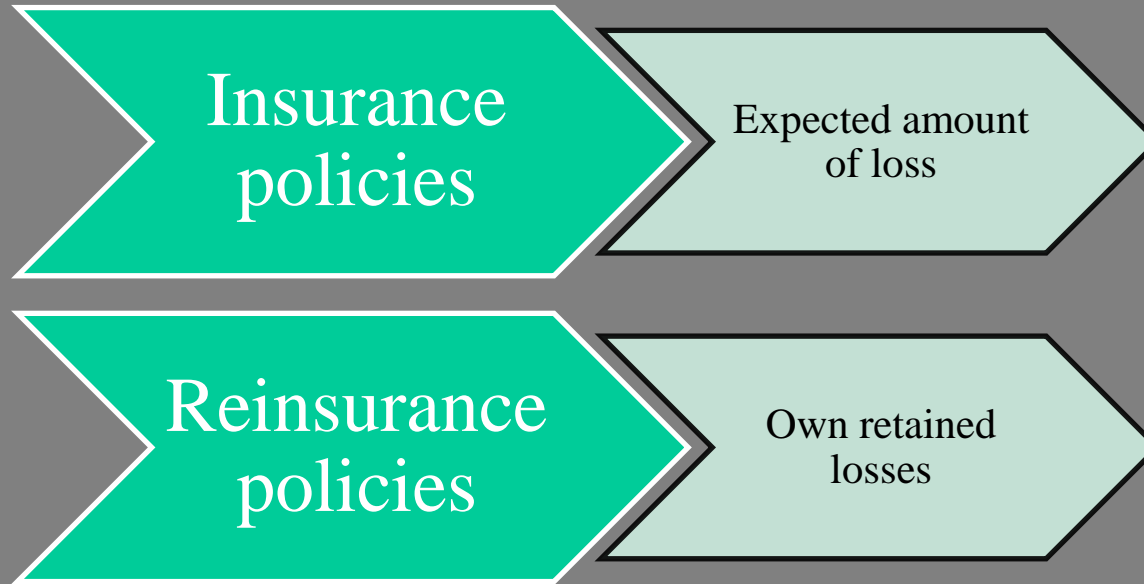 Insurance
policies
Expected amount
of loss
Reinsurance
policies
Own retained
losses